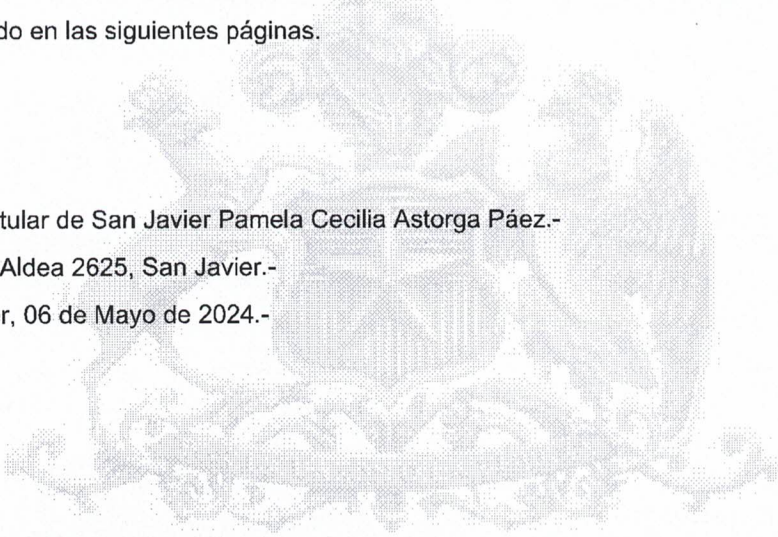 do en las siguientes páginas.
tular de San Javier Pamela Cecilia Astorga Páez.-
Aldea 2625, San Javier.-
r, 06 de Mayo de 2024.-